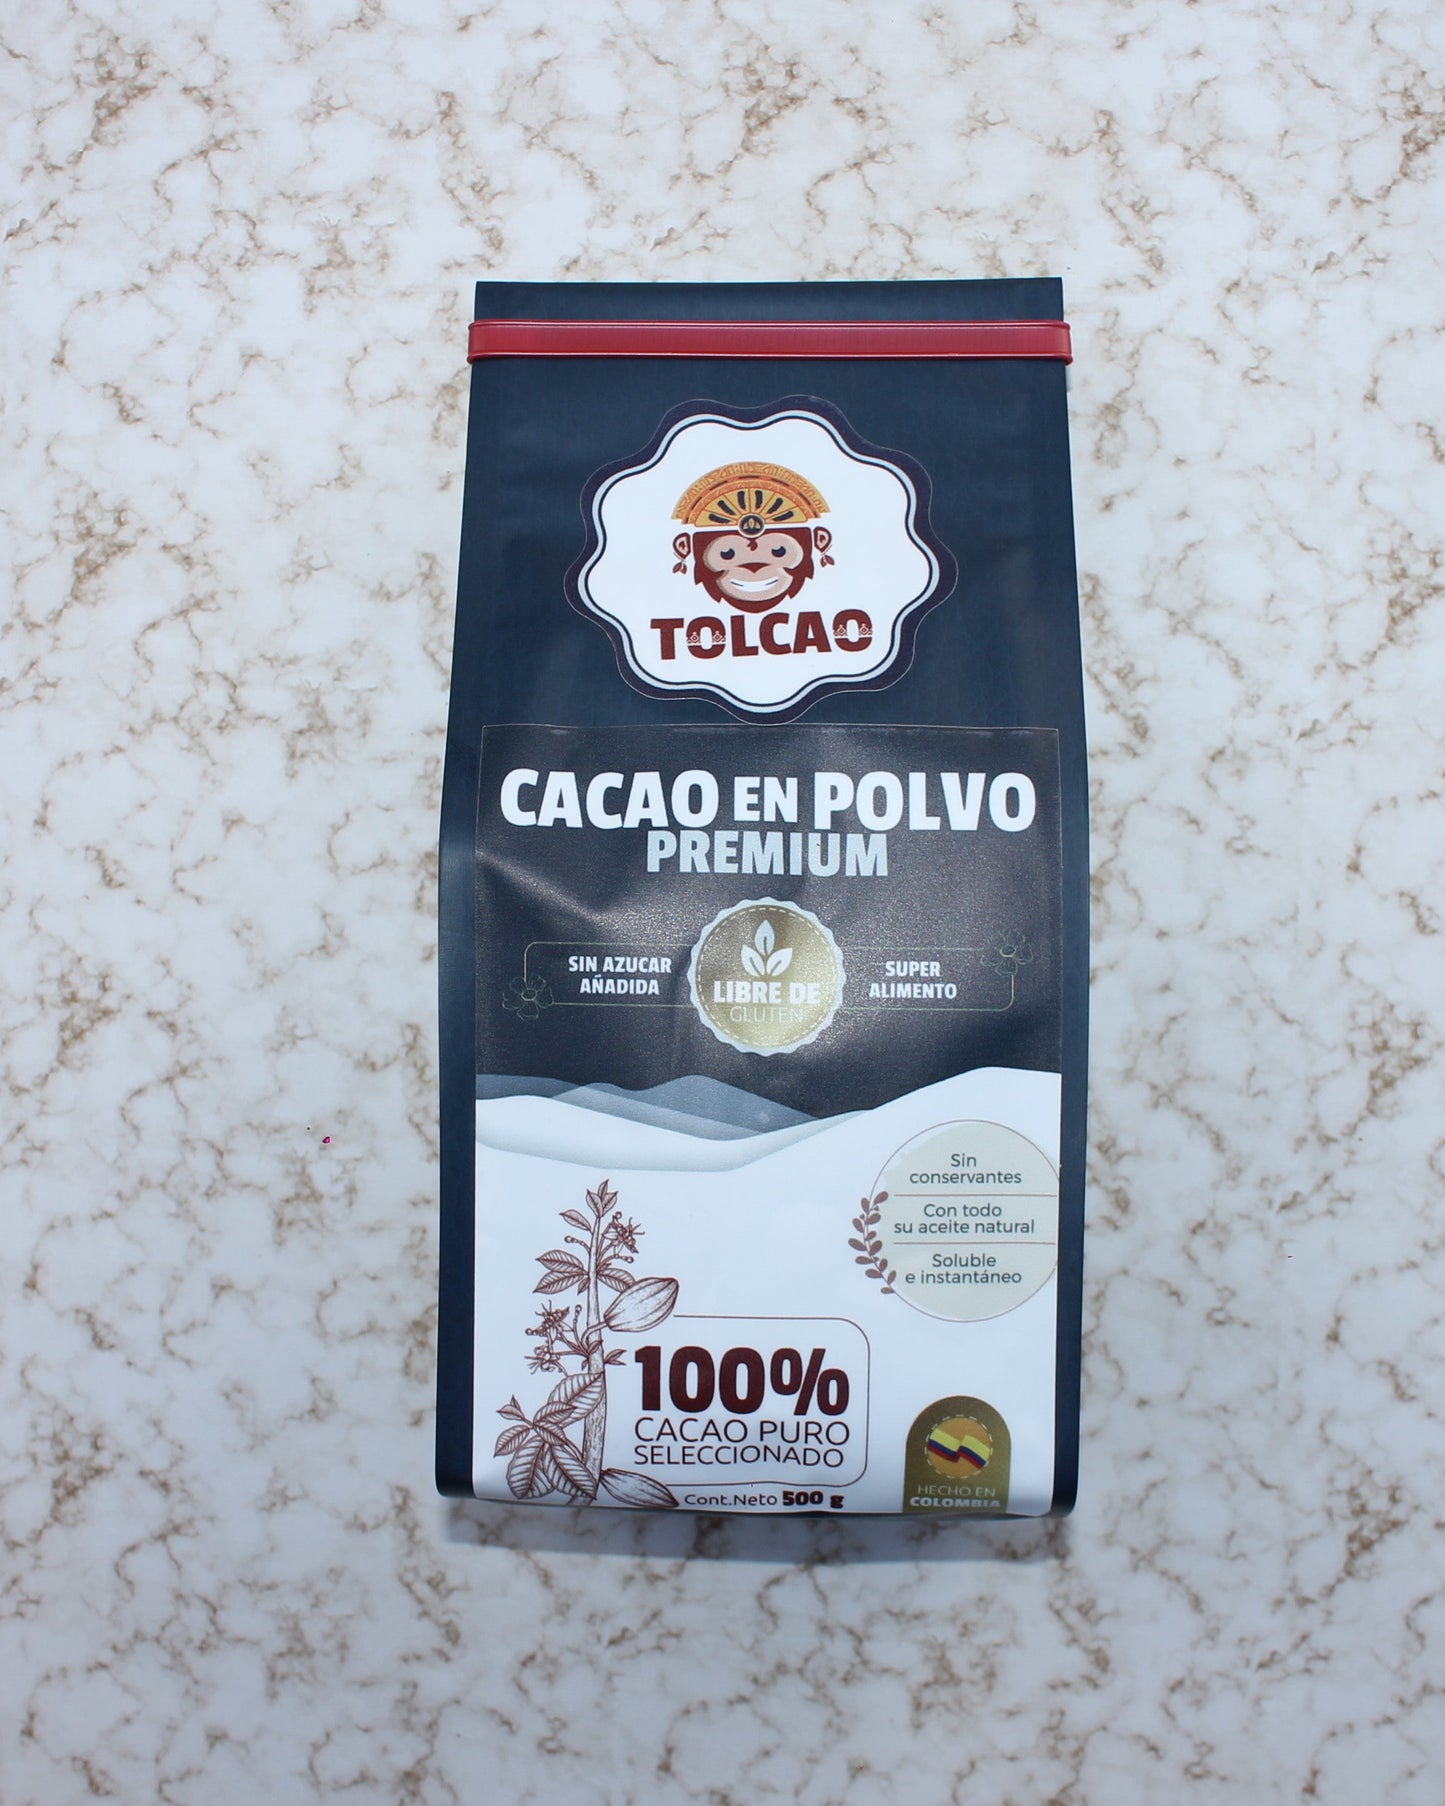 TOLCAO
CACAO EN POLVO
PREMIUM
SIN AZUCAR
AÑADIDA
LIBRE DE
GLUTEN
SUPER
ALIMENTO
Sin
conservantes
Con todo
su aceite natural
Soluble
e instantáneo
100%
CACAO PURO
SELECCIONADO
Cont.Neto 500 g
HECHO EN
COLOMBIA